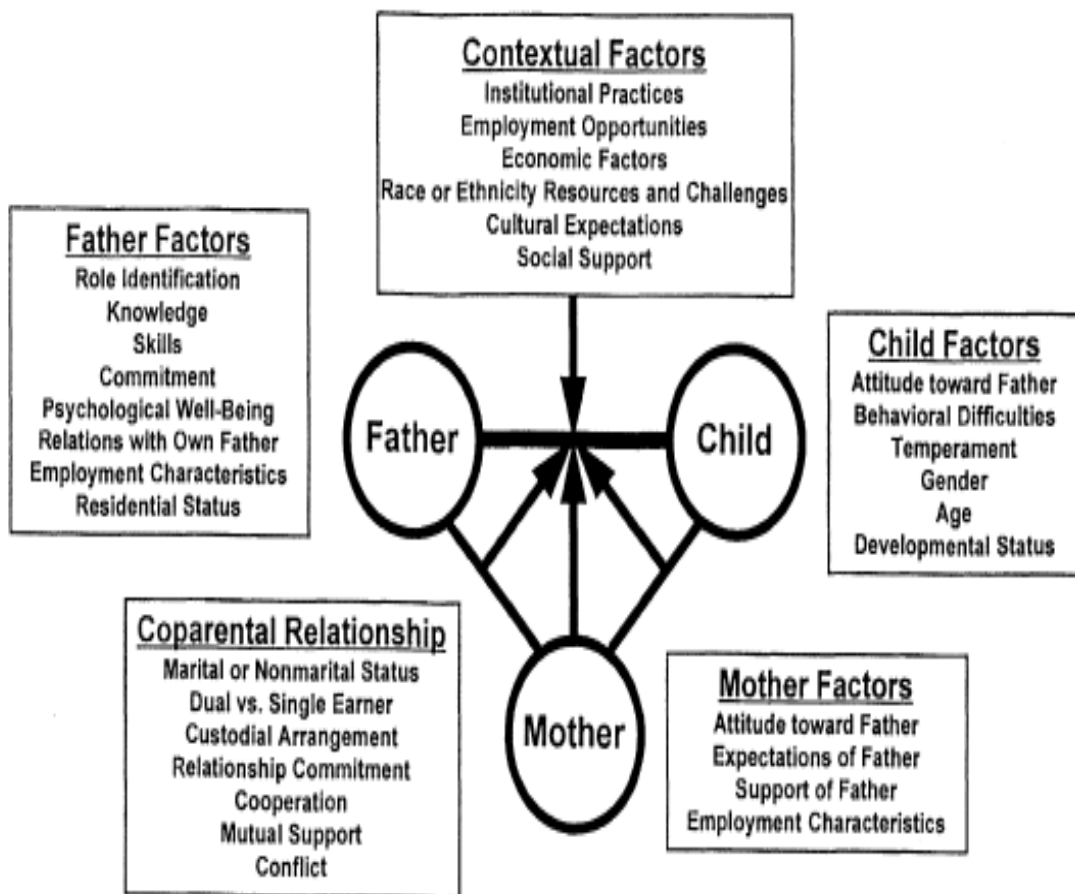 Contextual Factors
Institutional Practices
Employment Opportunities
Economic Factors
Race or Ethnicity Resources and Challenges
Cultural Expectations
Social Support
Father Factors
Role Identification
Knowledge
Skills
Commitment
Psychological Well-Being
Relations with Own Father
Employment Characteristics
Residential Status
Child Factors
Attitude toward Father
Behavioral Difficulties
Temperament
Gender
Age
Developmental Status
Father
Child
Mother
Coparental Relationship
Marital or Nonmarital Status
Dual vs. Single Earner
Custodial Arrangement
Relationship Commitment
Cooperation
Mutual Support
Conflict
Mother Factors
Attitude toward Father
Expectations of Father
Support of Father
Employment Characteristics